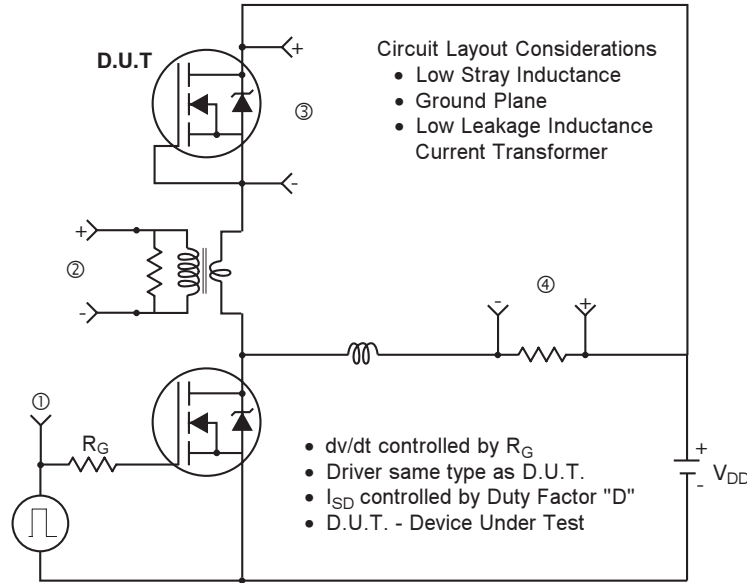 D.U.T
+
Circuit Layout Considerations
• Low Stray Inductance
③
• Ground Plane
• Low Leakage Inductance
Current Transformer
-
+
②
-
④
- +
①
R_G
• dv/dt controlled by R_G
• Driver same type as D.U.T.
• I_SD controlled by Duty Factor "D"
• D.U.T. - Device Under Test
+
V_DD
-